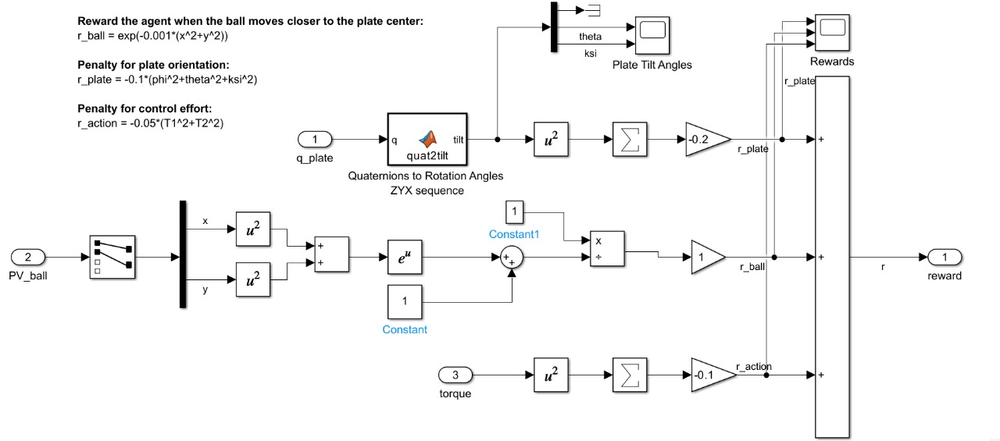 Reward the agent when the ball moves closer to the plate center:
r_ball = exp(-0.001*(x^2+y^2))
Penalty for plate orientation:
r_plate = -0.1*(phi^2+theta^2+ksi^2)
Penalty for control effort:
r_action = -0.05*(T1^2+T2^2)
theta
ksi
Plate Tilt Angles
Rewards
r_plate
1
q_plate
q
tilt
quat2tilt
Quaternions to Rotation Angles
ZYX sequence
u²
Σ
-0.2
r_plate
+
2
PV_ball
x
y
u²
u²
+
+
e^u
1
Constant
+
+
1
Constant1
x
÷
1
r_ball
+
r
1
reward
3
torque
u²
Σ
-0.1
r_action
+